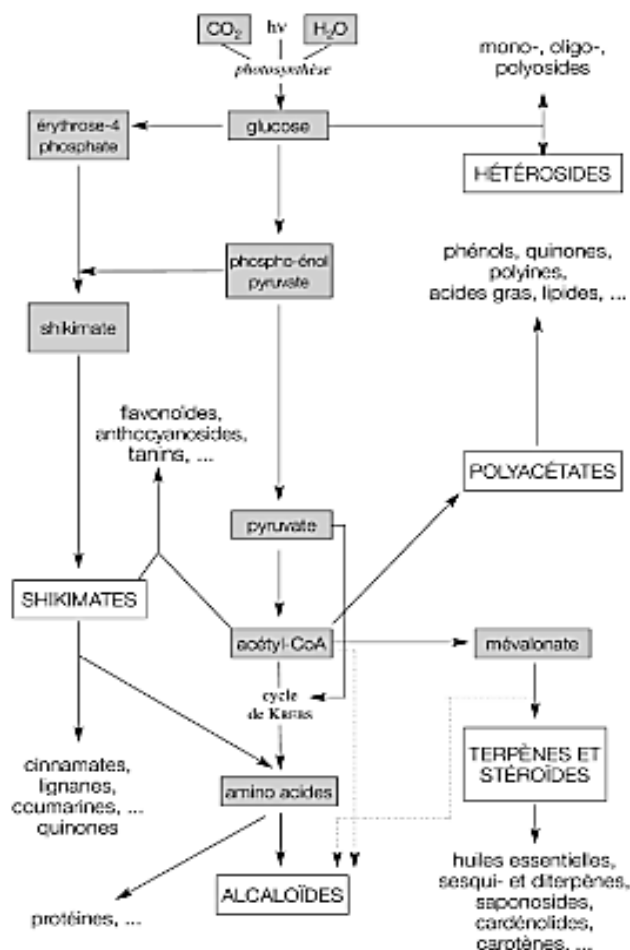 CO₂ hν H₂O
photosynthèse
mono-, oligo-,
polyosides
érythrose-4
phosphate
glucose
HÉTÉROSIDES
phospho-énol
pyruvate
phénols, quinones,
polyines,
acides gras, lipides, ...
shikimate
flavonoïdes,
anthocyanosides,
tanins, ...
POLYACÉTATES
pyruvate
SHIKIMATES
acétyl-CoA
mévalonate
cycle
de KREBS
TERPÈNES ET
STÉROÏDES
cinnamates,
lignanes,
coumarines, ...
quinones
amino acides
ALCALOÏDES
huiles essentielles,
sesqui- et diterpènes,
saponosides,
cardénolides,
carotènes, ...
protéines, ...